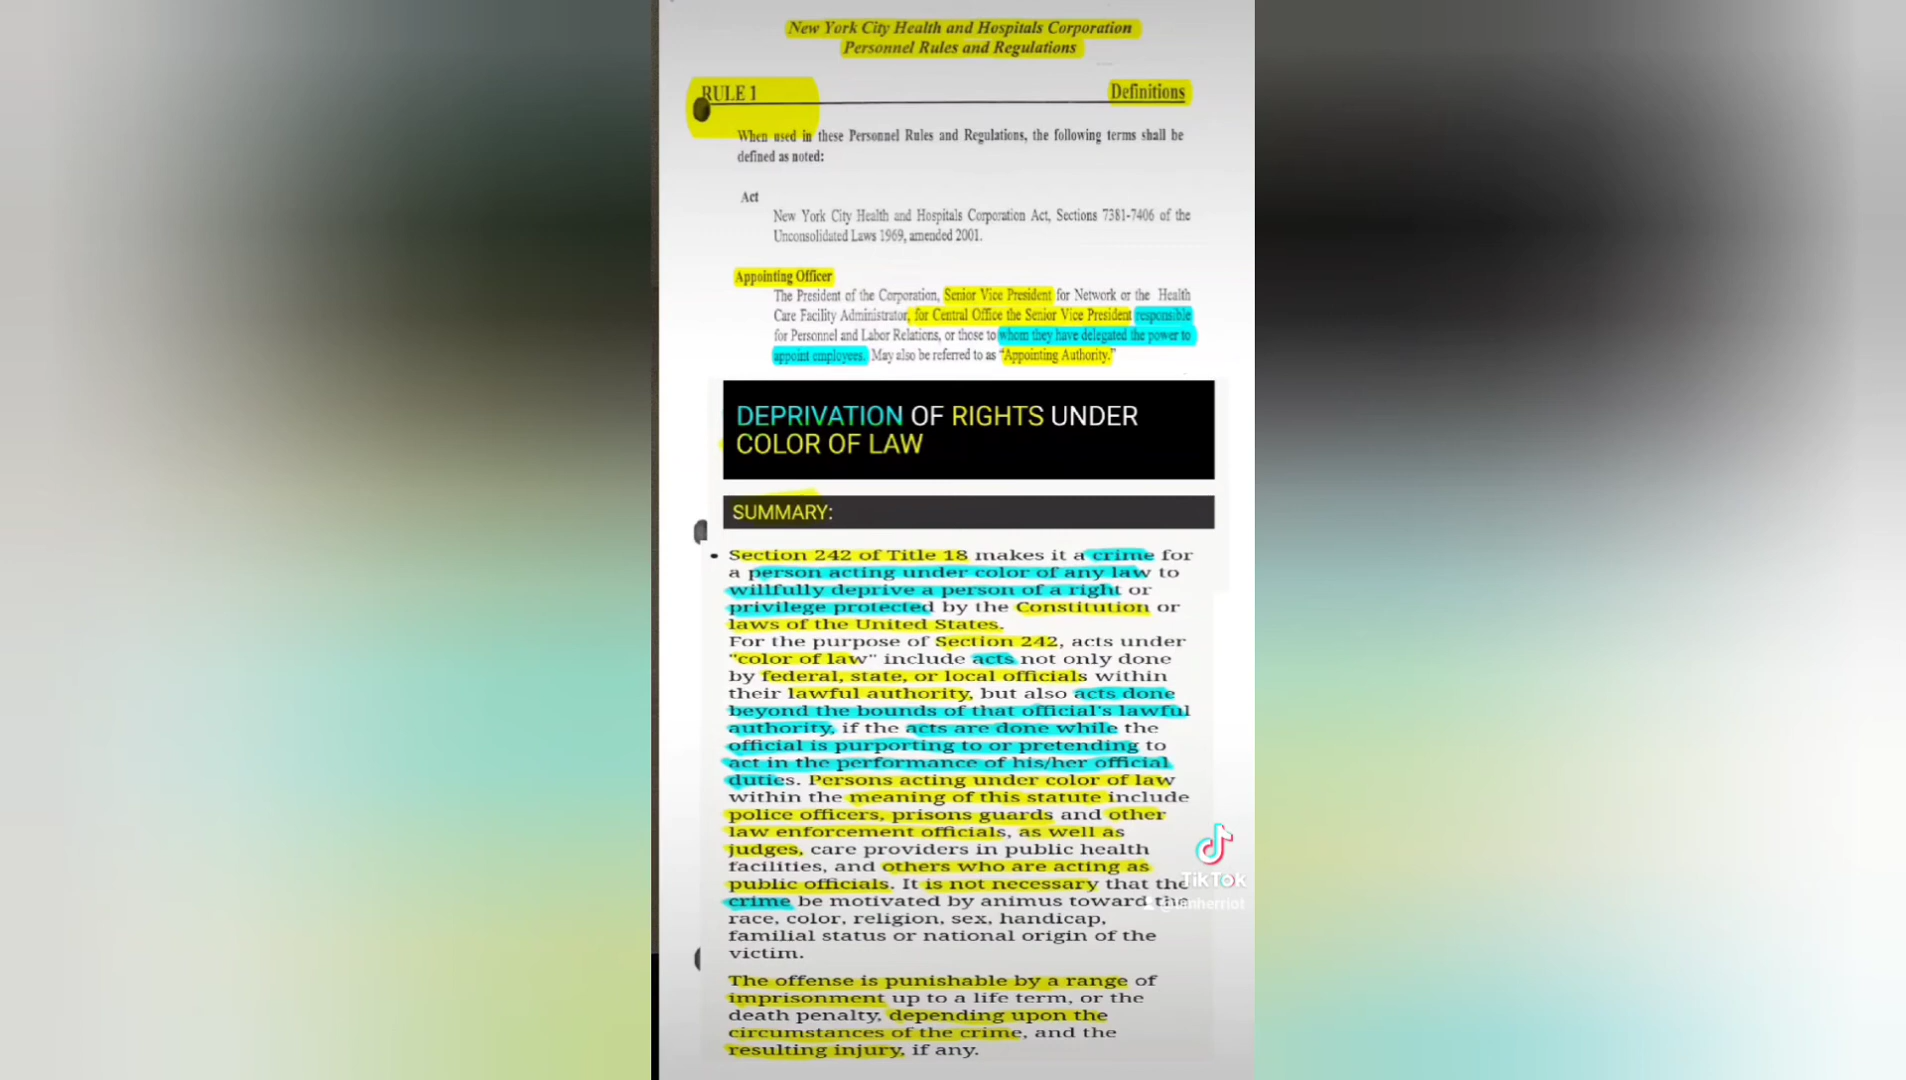 New York City Health and Hospitals Corporation
Personnel Rules and Regulations
RULE 1
Definitions
When used in these Personnel Rules and Regulations, the following terms shall be
defined as noted:
Act
New York City Health and Hospitals Corporation Act, Sections 7381-7406 of the
Unconsolidated Laws 1969, amended 2001.
Appointing Officer
The President of the Corporation, Senior Vice President for Network or the Health
Care Facility Administrator, for Central Office the Senior Vice President responsible
for Personnel and Labor Relations, or those to whom they have delegated the power to
appoint employees. May also be referred to as "Appointing Authority."
DEPRIVATION OF RIGHTS UNDER
COLOR OF LAW
SUMMARY:
• Section 242 of Title 18 makes it a crime for
a person acting under color of any law to
willfully deprive a person of a right or
privilege protected by the Constitution or
laws of the United States.
For the purpose of Section 242, acts under
"color of law" include acts not only done
by federal, state, or local officials within
their lawful authority, but also acts done
beyond the bounds of that official's lawful
authority, if the acts are done while the
official is purporting to or pretending to
act in the performance of his/her official
duties. Persons acting under color of law
within the meaning of this statute include
police officers, prisons guards and other
law enforcement officials, as well as
judges, care providers in public health
facilities, and others who are acting as
public officials. It is not necessary that the
crime be motivated by animus toward the
race, color, religion, sex, handicap,
familial status or national origin of the
victim.
The offense is punishable by a range of
imprisonment up to a life term, or the
death penalty, depending upon the
circumstances of the crime, and the
resulting injury, if any.
TikTok